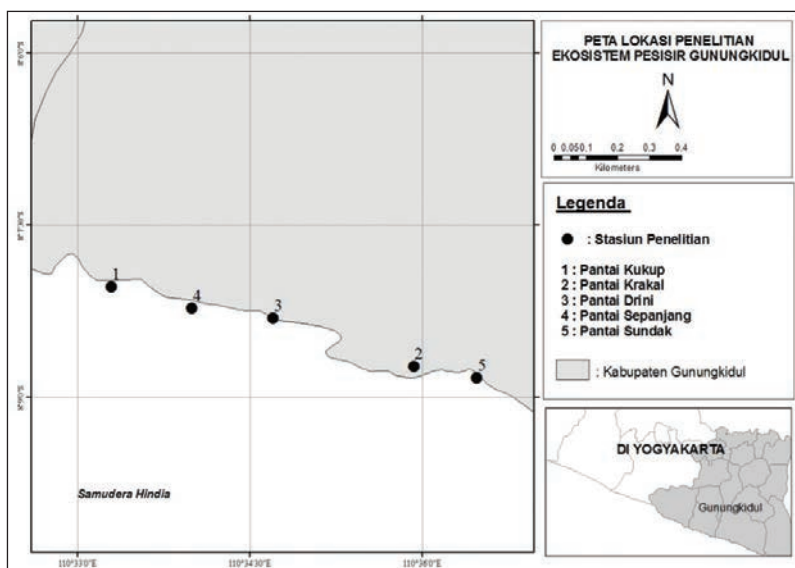 PETA LOKASI PENELITIAN
EKOSISTEM PESISIR GUNUNGKIDUL
N
0 0.050.1 0.2 0.3 0.4
Kilometers
Legenda
: Stasiun Penelitian
1 : Pantai Kukup
2 : Pantai Krakal
3 : Pantai Drini
4 : Pantai Sepanjang
5 : Pantai Sundak
: Kabupaten Gunungkidul
DI YOGYAKARTA
Gunungkidul
1
4
3
2
5
Samudera Hindia
110°33'0"E 110°34'30"E 110°36'0"E